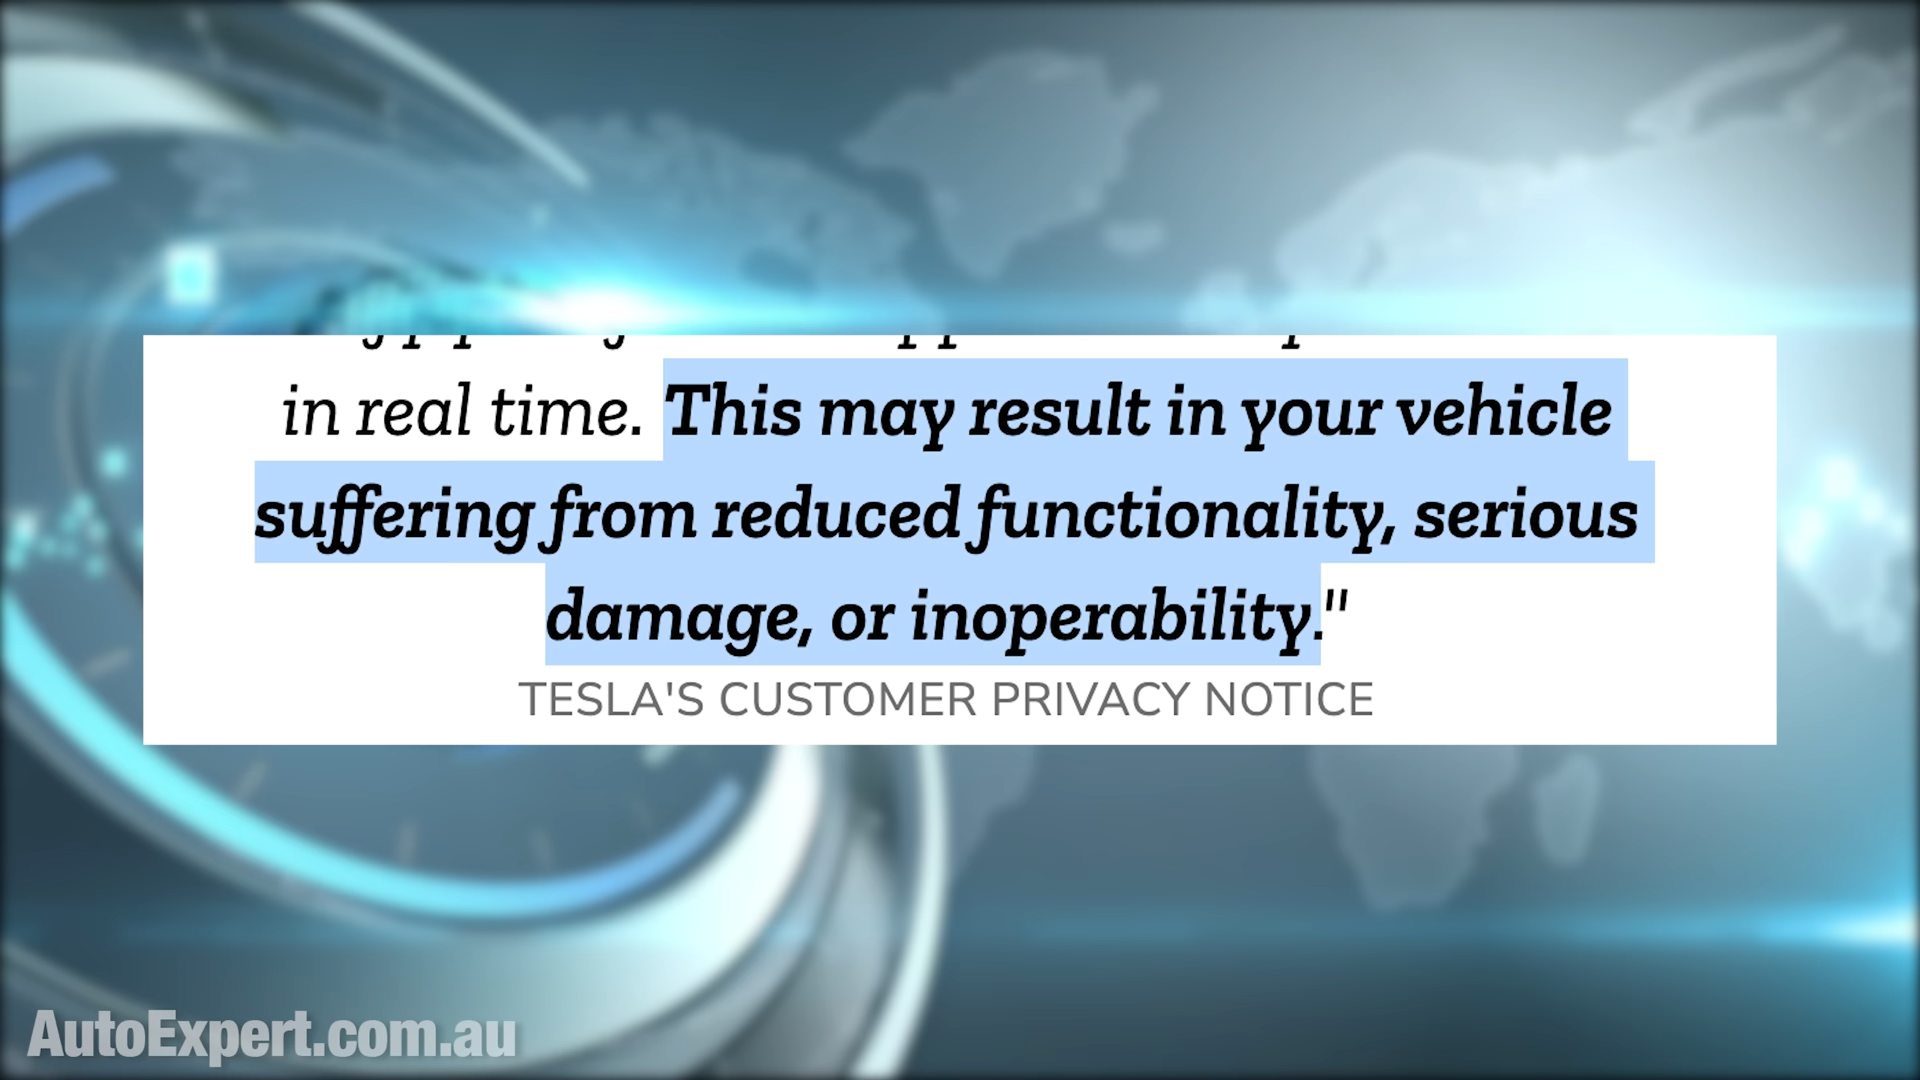 in real time. This may result in your vehicle
suffering from reduced functionality, serious
damage, or inoperability."
TESLA'S CUSTOMER PRIVACY NOTICE
AutoExpert.com.au